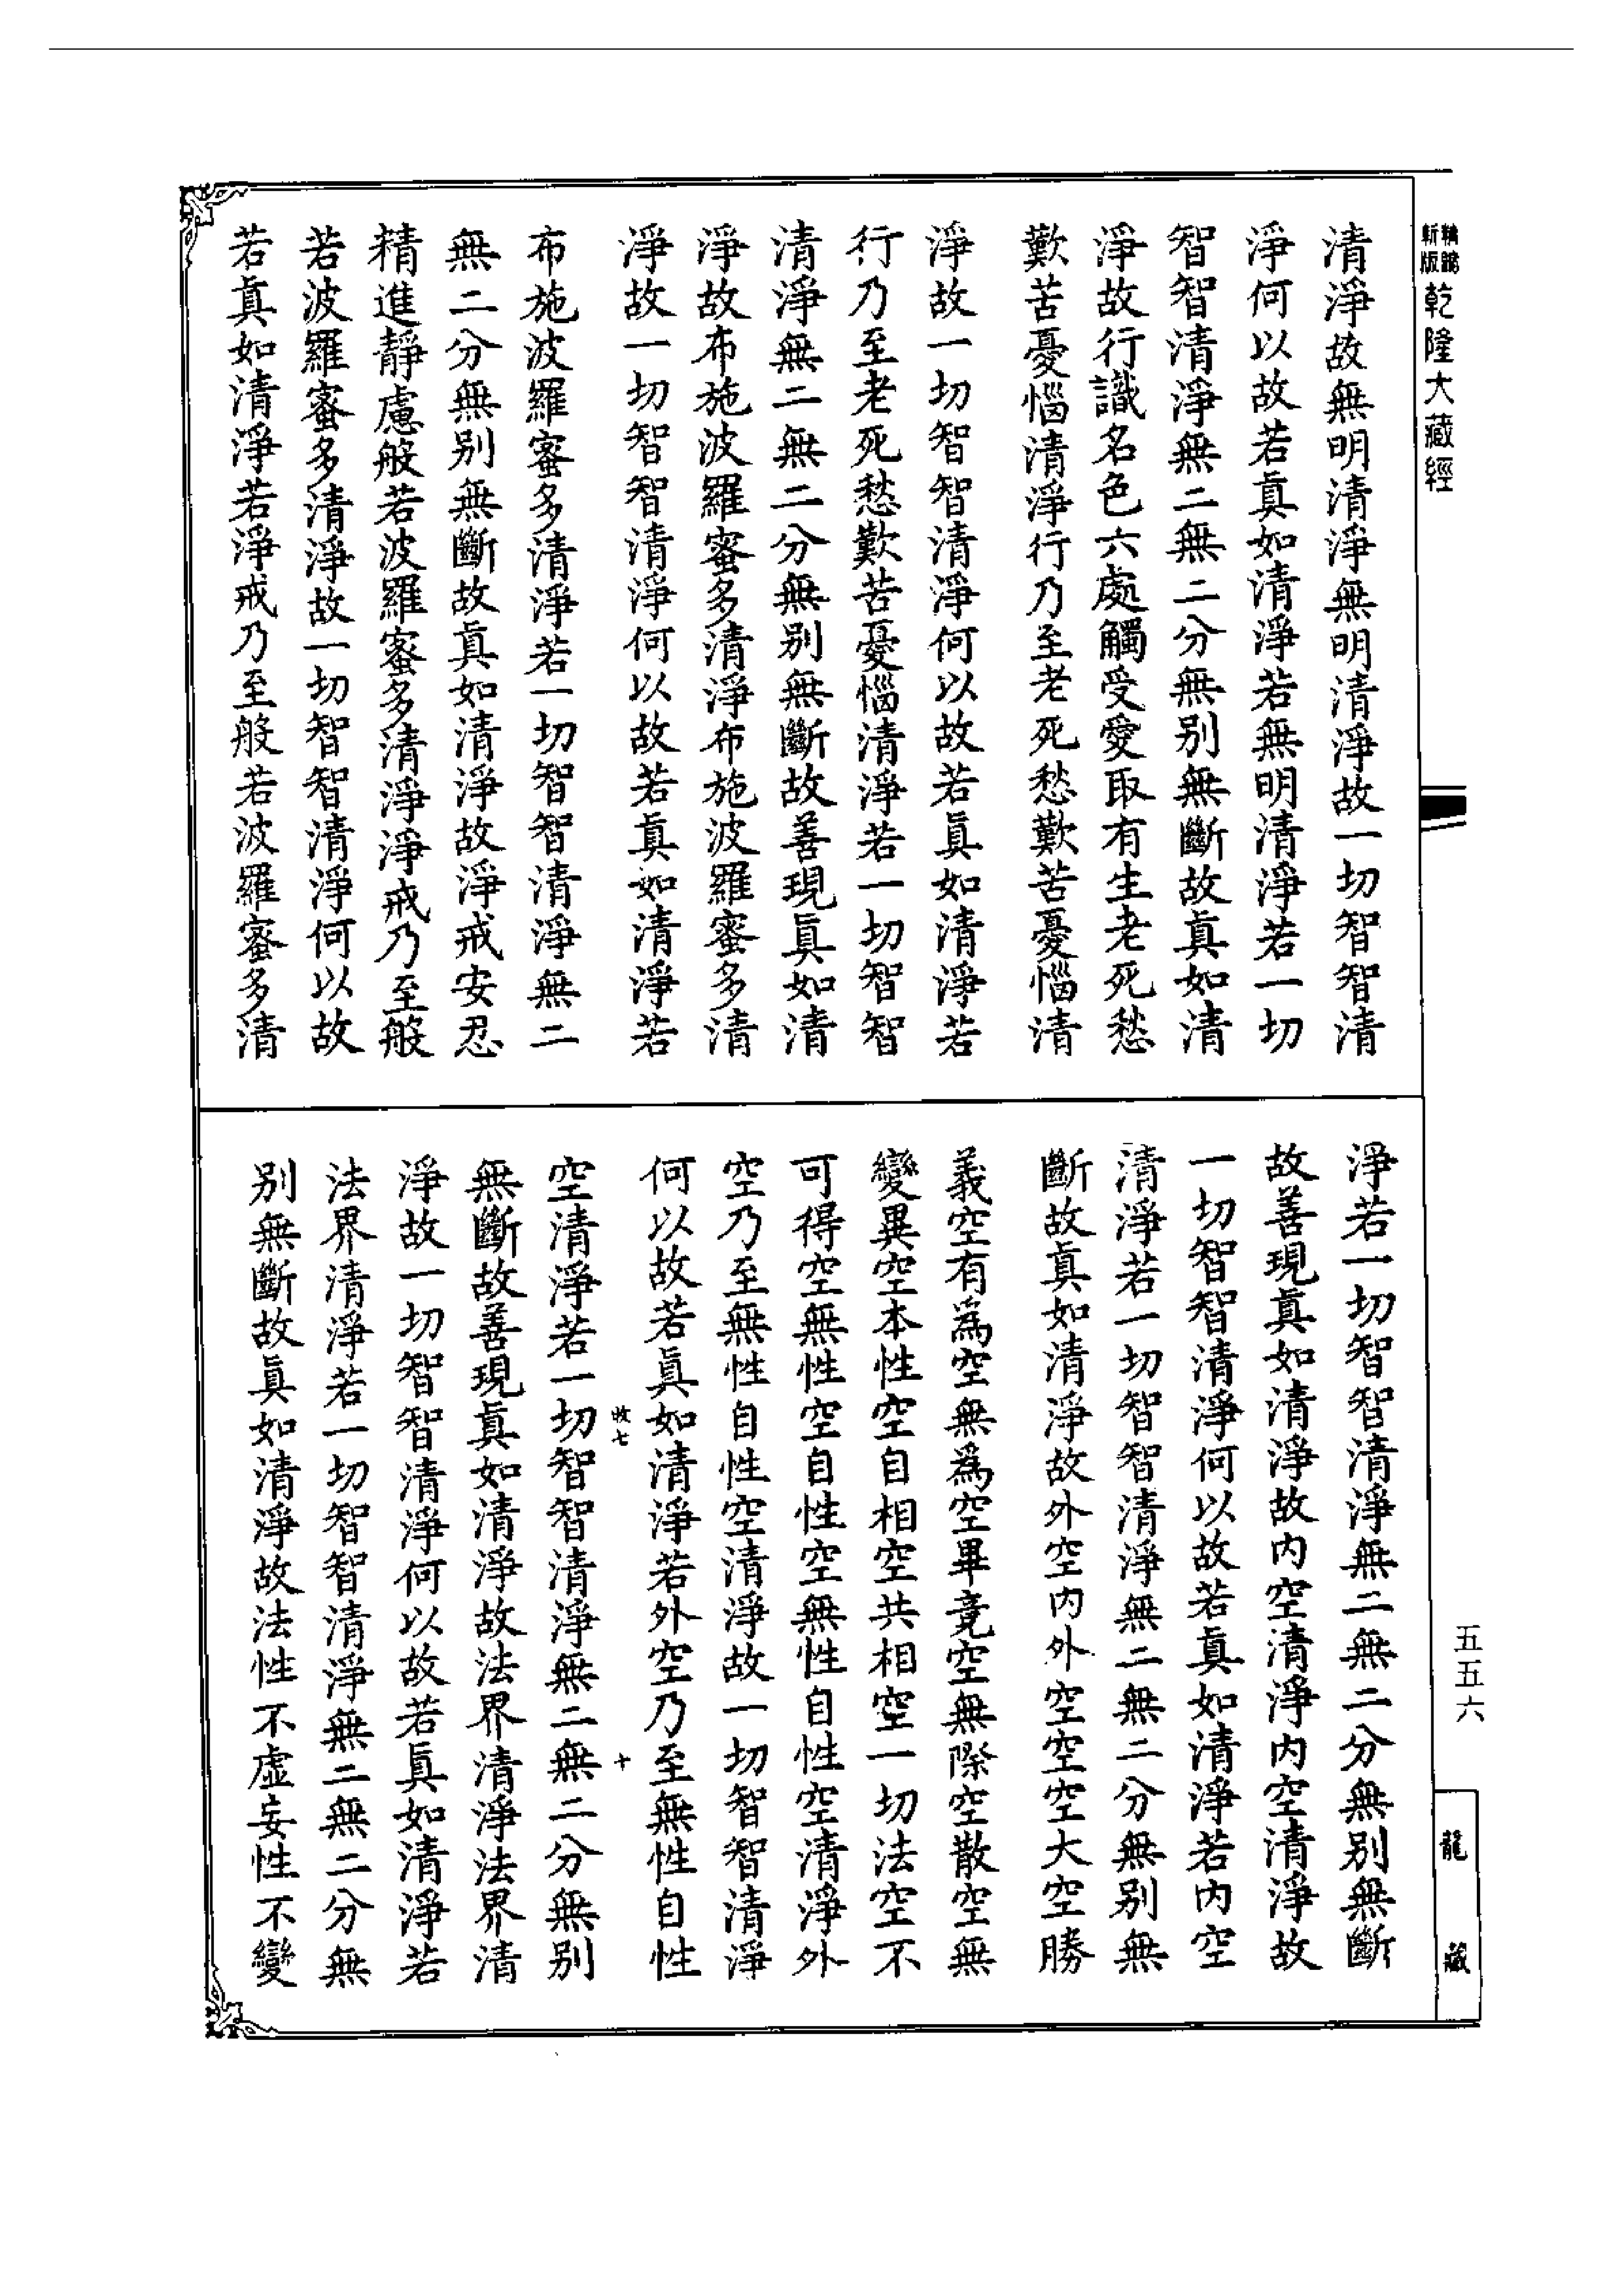 乾隆大藏經
清淨故無明清淨無明清淨故一切智智清
淨何以故若真如清淨若無明清淨若一切
智智清淨無二無二分無別無斷故真如清
淨故行識名色六處觸受愛取有生老死愁
歎苦憂惱清淨行乃至老死愁歎苦憂惱清
淨故一切智智清淨何以故若真如清淨若
行乃至老死愁歎苦憂惱清淨若一切智智
清淨無二無二分無別無斷故善現真如清
淨故布施波羅蜜多清淨布施波羅蜜多清
淨故一切智智清淨何以故若真如清淨若
布施波羅蜜多清淨若一切智智清淨無二
無二分無別無斷故真如清淨故淨戒安忍
精進靜慮般若波羅蜜多清淨淨戒乃至般
若波羅蜜多清淨故一切智智清淨何以故
若真如清淨若淨戒乃至般若波羅蜜多清
淨若一切智智清淨無二無二分無別無斷
故善現真如清淨故內空清淨內空清淨故
一切智智清淨何以故若真如清淨若內空
清淨若一切智智清淨無二無二分無別無
斷故真如清淨故外空內外空空空大空勝
義空有為空無為空畢竟空無際空散空無
變異空本性空自相空共相空一切法空不
可得空無性空自性空無性自性空清淨外
空乃至無性自性空清淨故一切智智清淨
何以故若真如清淨若外空乃至無性自性
收七 十
空清淨若一切智智清淨無二無二分無別
無斷故善現真如清淨故法界清淨法界清
淨故一切智智清淨何以故若真如清淨若
法界清淨若一切智智清淨無二無二分無
別無斷故真如清淨故法性不虛妄性不變
五五六
龍藏